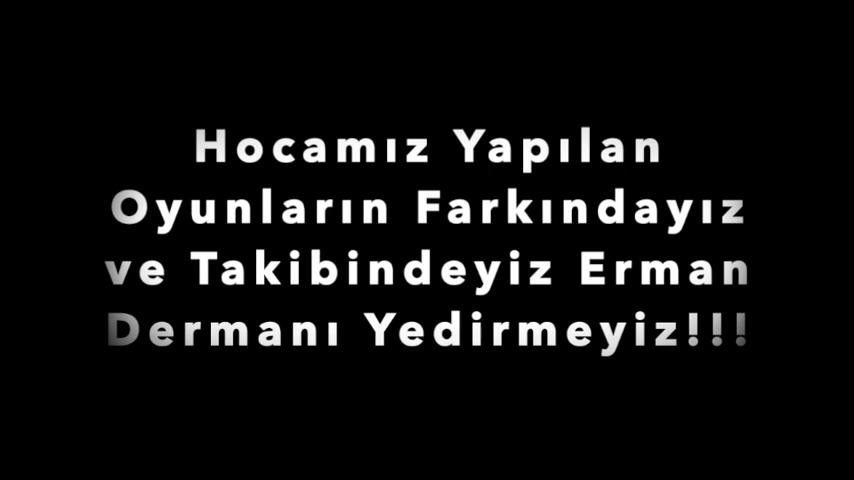 Hocamız Yapılan
Oyunların Farkındayız
ve Takibindeyiz Erman
Dermanı Yedirmeyiz!!!